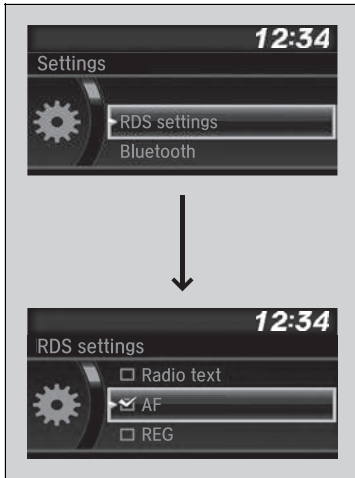 12:34
Settings
RDS settings
Bluetooth
12:34
RDS settings
Radio text
AF
REG